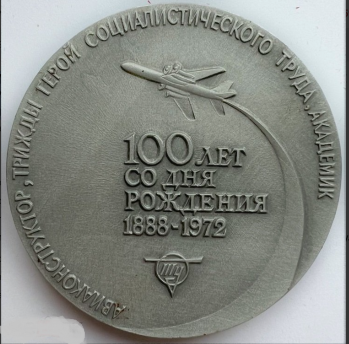 АВИАКОНСТРУКТОР, ТРИЖДЫ ГЕРОЙ СОЦИАЛИСТИЧЕСКОГО ТРУДА, АКАДЕМИК
100 ЛЕТ
СО ДНЯ
РОЖДЕНИЯ
1888-1972